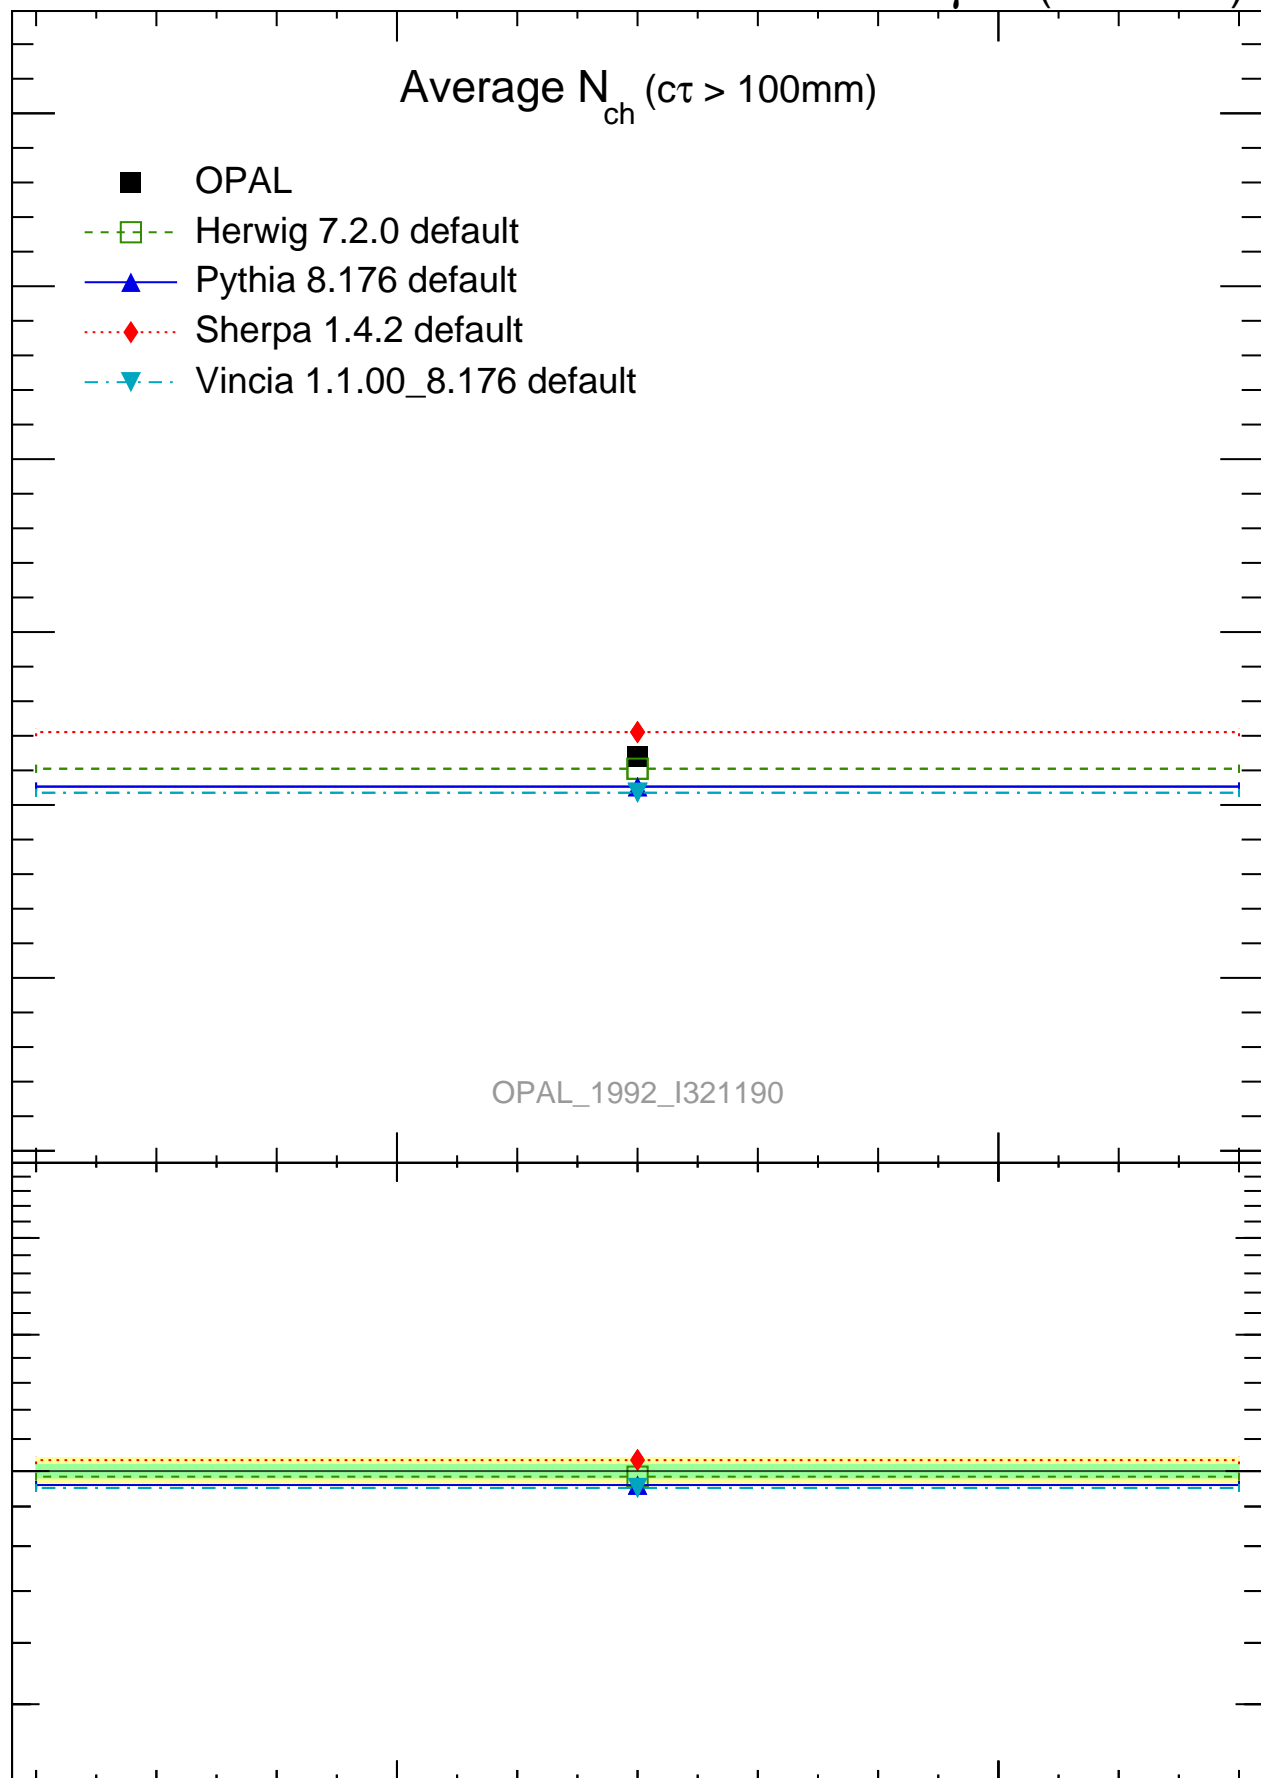 Average N_ch (cτ > 100mm)
OPAL
Herwig 7.2.0 default
Pythia 8.176 default
Sherpa 1.4.2 default
Vincia 1.1.00_8.176 default
OPAL_1992_I321190